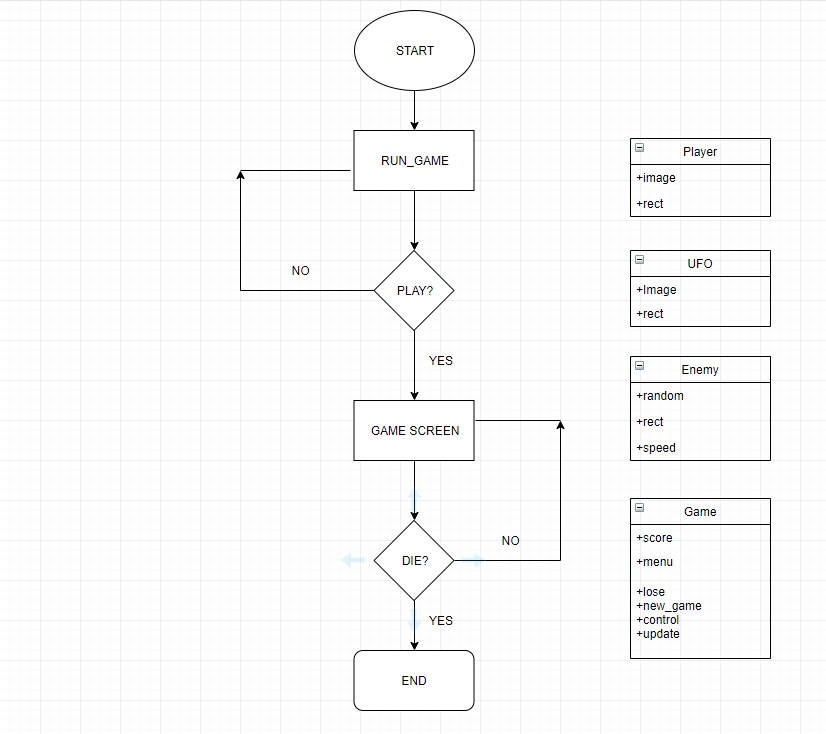 START
RUN_GAME
NO
PLAY?
YES
GAME SCREEN
NO
DIE?
YES
END
Player
+image
+rect
UFO
+Image
+rect
Enemy
+random
+rect
+speed
Game
+score
+menu
+lose
+new_game
+control
+update